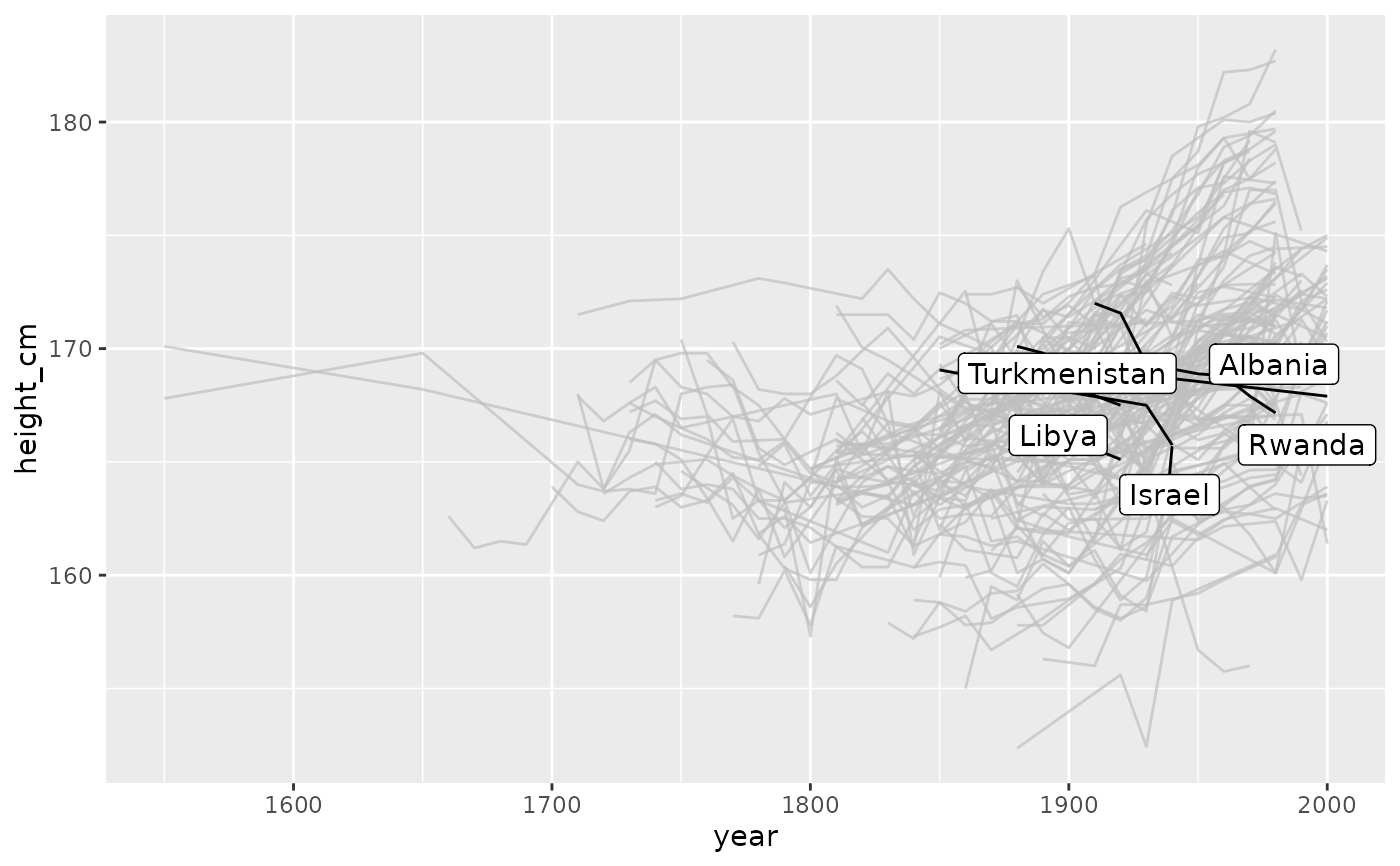 height_cm
180
170
160
Albania
Turkmenistan
Libya
Rwanda
Israel
1600 1700 1800 1900 2000
year